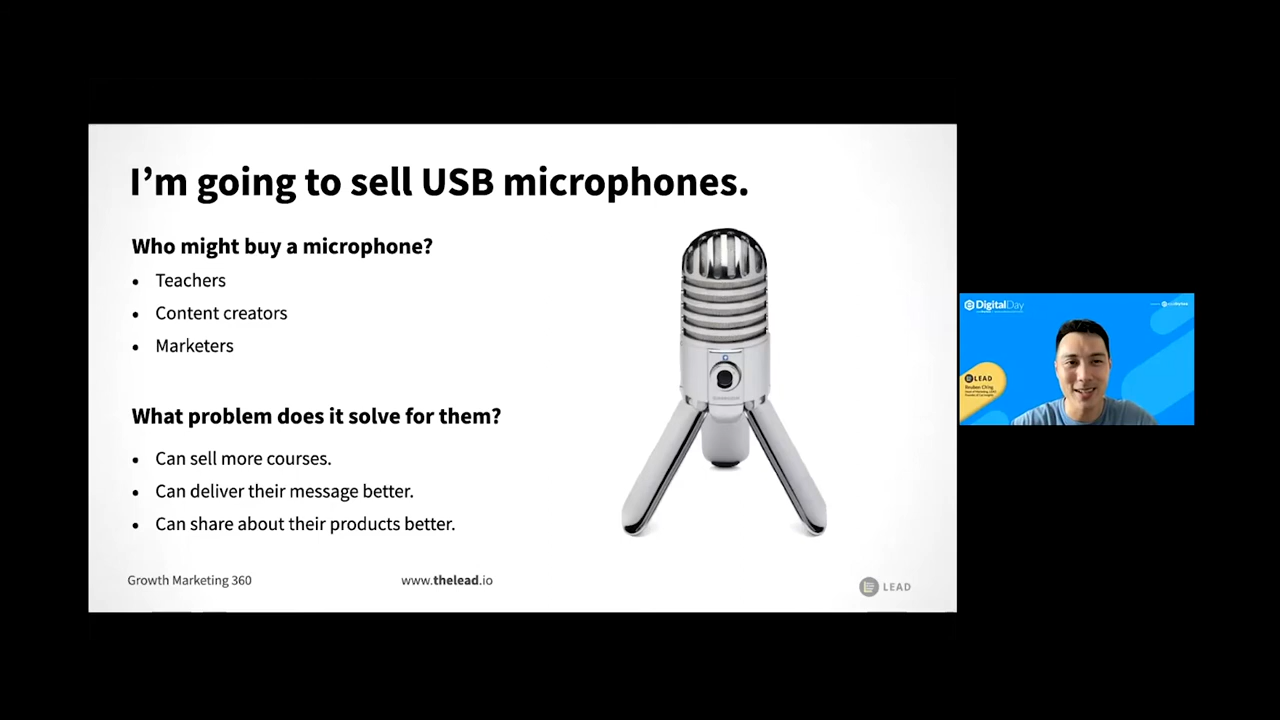 I'm going to sell USB microphones.
Who might buy a microphone?
• Teachers
• Content creators
• Marketers
What problem does it solve for them?
• Can sell more courses.
• Can deliver their message better.
• Can share about their products better.
Growth Marketing 360
www.thelead.io
LEAD
DigitalDay
LEAD
Reuben Ching